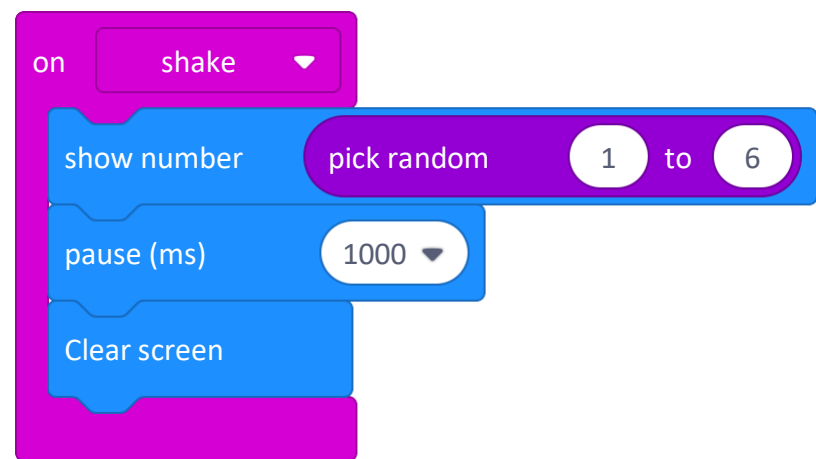 on shake
show number pick random 1 to 6
pause (ms) 1000
Clear screen